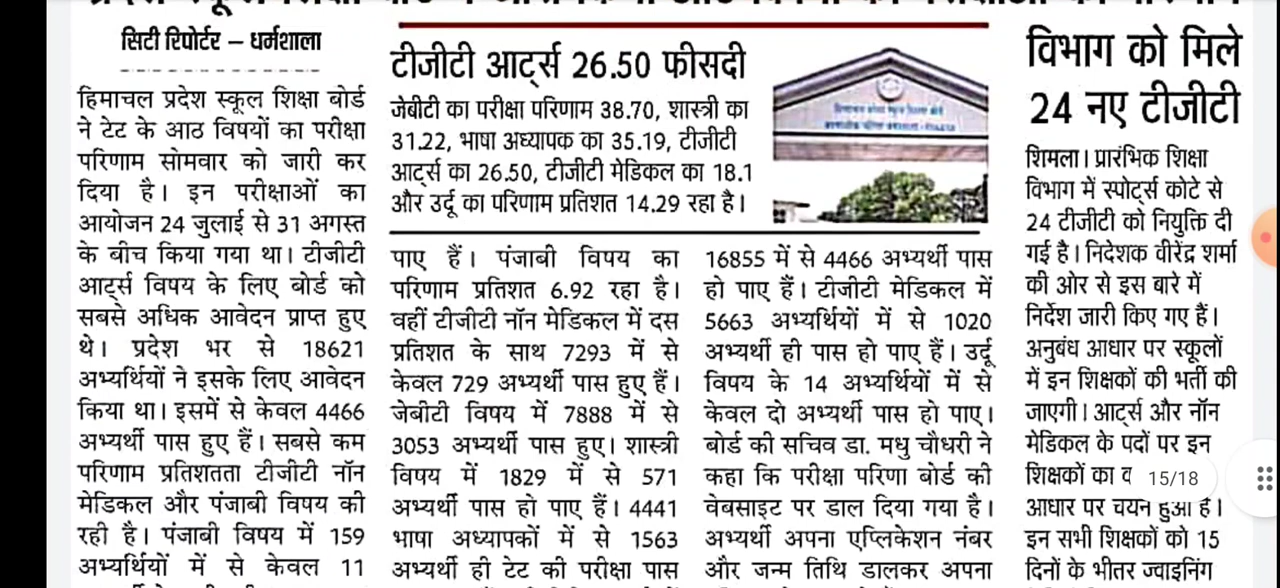 सिटी रिपोर्टर – धर्मशाला
हिमाचल प्रदेश स्कूल शिक्षा बोर्ड
ने टेट के आठ विषयों का परीक्षा
परिणाम सोमवार को जारी कर
दिया है। इन परीक्षाओं का
आयोजन 24 जुलाई से 31 अगस्त
के बीच किया गया था। टीजीटी
आर्ट्स विषय के लिए बोर्ड को
सबसे अधिक आवेदन प्राप्त हुए
थे। प्रदेश भर से 18621
अभ्यर्थियों ने इसके लिए आवेदन
किया था। इसमें से केवल 4466
अभ्यर्थी पास हुए हैं। सबसे कम
परिणाम प्रतिशतता टीजीटी नॉन
मेडिकल और पंजाबी विषय की
रही है। पंजाबी विषय में 159
अभ्यर्थियों में से केवल 11
टीजीटी आर्ट्स 26.50 फीसदी
जेबीटी का परीक्षा परिणाम 38.70, शास्त्री का
31.22, भाषा अध्यापक का 35.19, टीजीटी
आर्ट्स का 26.50, टीजीटी मेडिकल का 18.1
और उर्दू का परिणाम प्रतिशत 14.29 रहा है।
पाए हैं। पंजाबी विषय का
परिणाम प्रतिशत 6.92 रहा है।
वहीं टीजीटी नॉन मेडिकल में दस
प्रतिशत के साथ 7293 में से
केवल 729 अभ्यर्थी पास हुए हैं।
जेबीटी विषय में 7888 में से
3053 अभ्यर्थी पास हुए। शास्त्री
विषय में 1829 में से 571
अभ्यर्थी पास हो पाए हैं। 4441
भाषा अध्यापकों में से 1563
अभ्यर्थी ही टेट की परीक्षा पास
16855 में से 4466 अभ्यर्थी पास
हो पाए हैं। टीजीटी मेडिकल में
5663 अभ्यर्थियों में से 1020
अभ्यर्थी ही पास हो पाए हैं। उर्दू
विषय के 14 अभ्यर्थियों में से
केवल दो अभ्यर्थी पास हो पाए।
बोर्ड की सचिव डा. मधु चौधरी ने
कहा कि परीक्षा परिणा बोर्ड की
वेबसाइट पर डाल दिया गया है।
अभ्यर्थी अपना एप्लिकेशन नंबर
और जन्म तिथि डालकर अपना
विभाग को मिले
24 नए टीजीटी
शिमला। प्रारंभिक शिक्षा
विभाग में स्पोर्ट्स कोटे से
24 टीजीटी को नियुक्ति दी
गई है। निदेशक वीरेंद्र शर्मा
की ओर से इस बारे में
निर्देश जारी किए गए हैं।
अनुबंध आधार पर स्कूलों
में इन शिक्षकों की भर्ती की
जाएगी। आर्ट्स और नॉन
मेडिकल के पदों पर इन
शिक्षकों का
आधार पर चयन हुआ है।
इन सभी शिक्षकों को 15
दिनों के भीतर ज्वाइनिंग
15/18